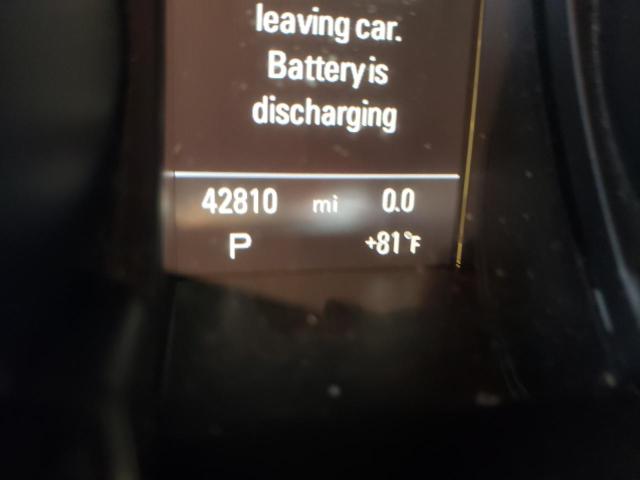 leaving car.
Battery is
discharging
42810 mi 0.0
P +81°F